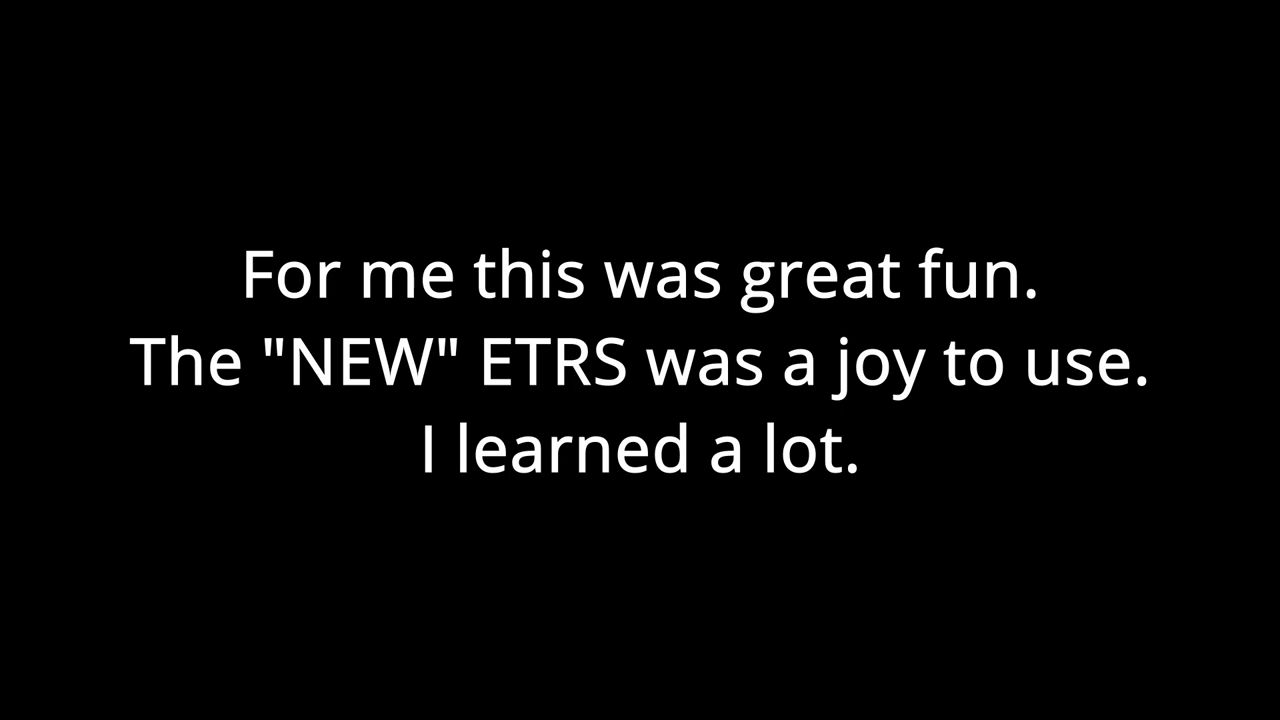 For me this was great fun.
The "NEW" ETRS was a joy to use.
I learned a lot.